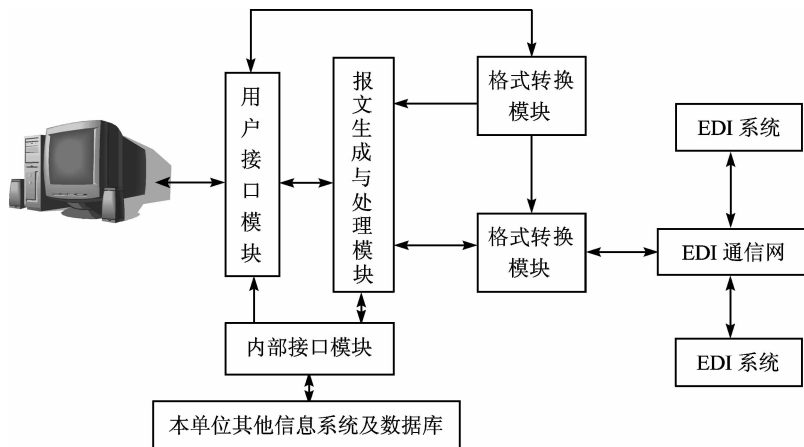 用户接口模块
报文生成与处理模块
格式转换
模块
格式转换
模块
EDI 系统
EDI 通信网
EDI 系统
内部接口模块
本单位其他信息系统及数据库